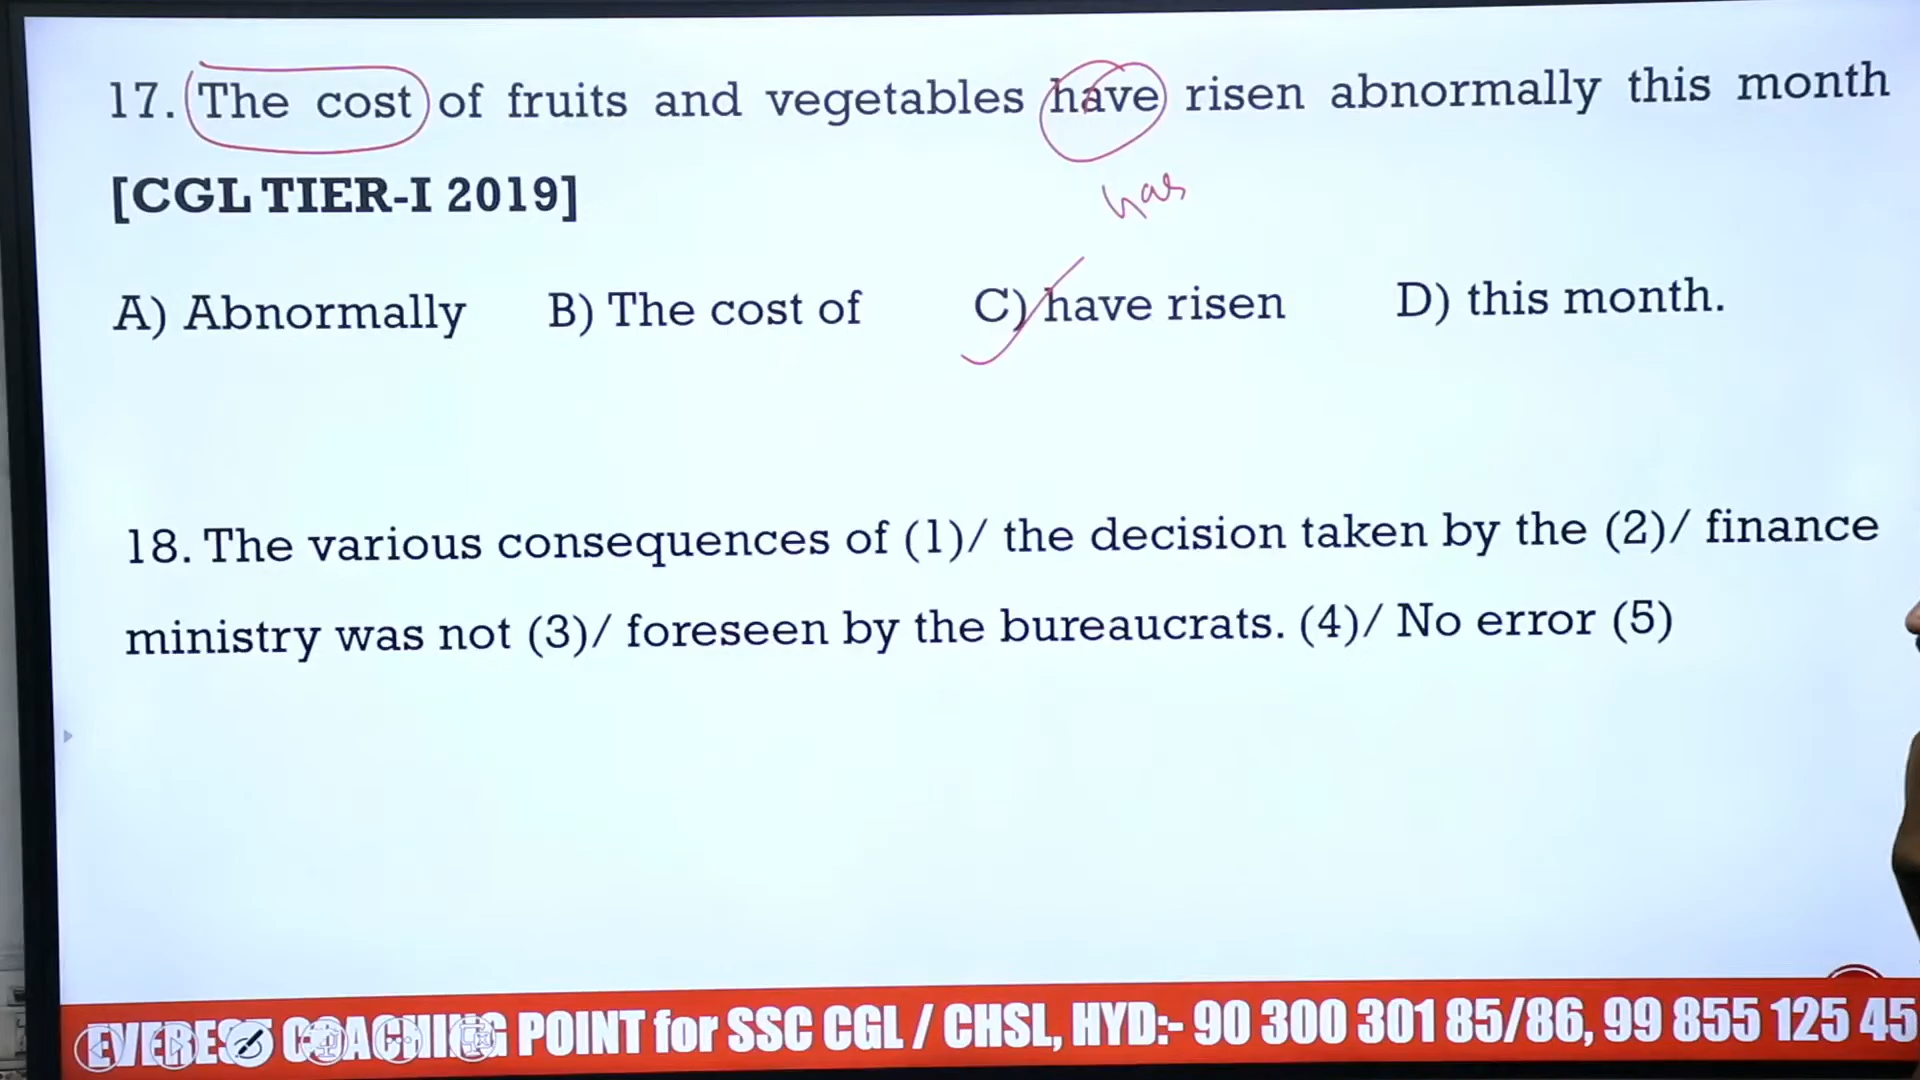 17. The cost of fruits and vegetables have risen abnormally this month
has
[CGL TIER-I 2019]
A) Abnormally B) The cost of C) have risen D) this month.
18. The various consequences of (1)/ the decision taken by the (2)/ finance
ministry was not (3)/ foreseen by the bureaucrats. (4)/ No error (5)
EVEREST COACHING POINT for SSC CGL / CHSL, HYD:- 90 300 301 85/86, 99 855 125 45